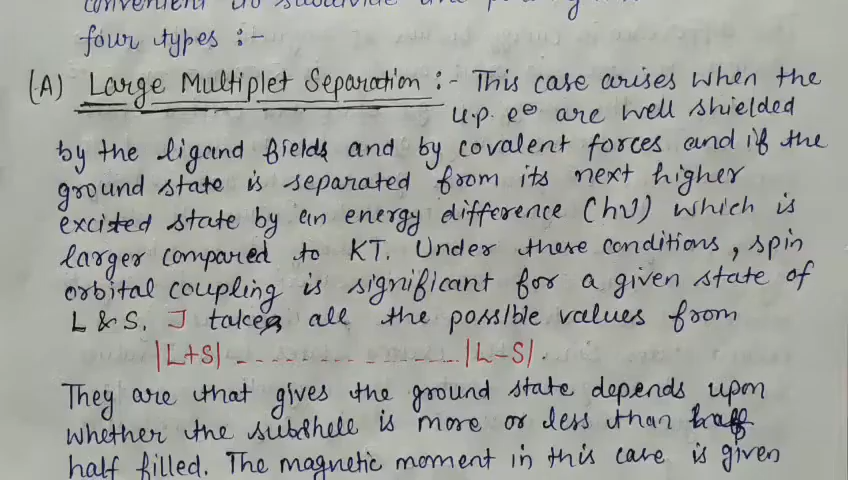 convenient to subdivide the
four types :-
(A) Large Multiplet Separation :- This case arises when the
u.p. e⊖ are well shielded
by the ligand fields and by covalent forces and if the
ground state is separated from its next higher
excited state by an energy difference (hν) which is
larger compared to KT. Under these conditions, spin
orbital coupling is significant for a given state of
L & S. J takes all the possible values from
|L+S| ---------------- |L-S|.
They are that gives the ground state depends upon
whether the subshell is more or less than
half filled. The magnetic moment in this case is given